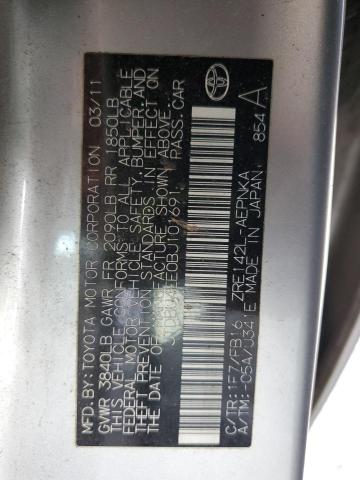 MFD.BY:TOYOTA MOTOR CORPORATION 03/11
GVWR 3840LB GAWR FR 2090LB RR 1850LB
THIS VEHICLE CONFORMS TO ALL APPLICABLE
FEDERAL MOTOR VEHICLE SAFETY, BUMPER, AND
THEFT PREVENTION STANDARDS IN EFFECT ON
THE DATE OF MANUFACTURE SHOWN ABOVE.
PASS.CAR
C/TR:1F7/FB16 ZRE142L-AEPNKA
A/TM:-05A/U341E MADE IN JAPAN 854 A